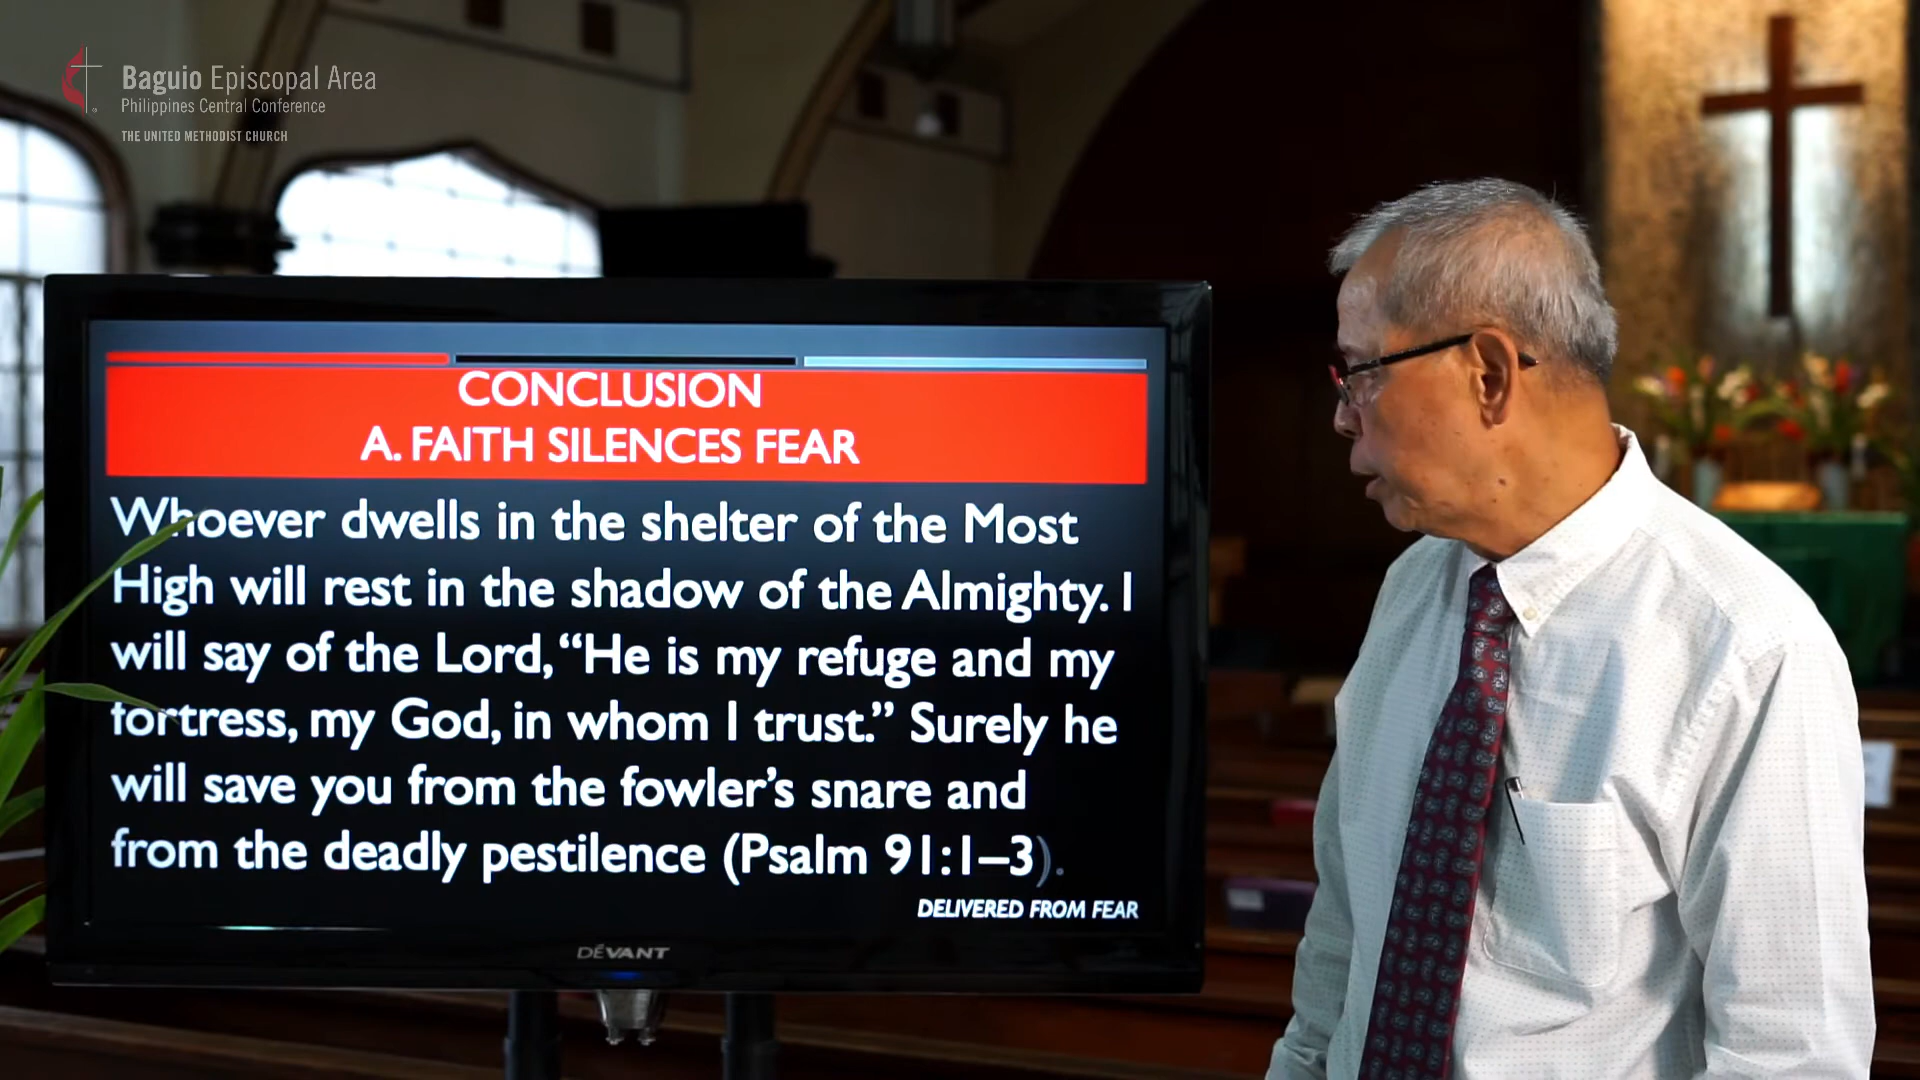 Baguio Episcopal Area
Philippines Central Conference
THE UNITED METHODIST CHURCH
CONCLUSION
A. FAITH SILENCES FEAR
Whoever dwells in the shelter of the Most
High will rest in the shadow of the Almighty. I
will say of the Lord, “He is my refuge and my
fortress, my God, in whom I trust.” Surely he
will save you from the fowler’s snare and
from the deadly pestilence (Psalm 91:1–3).
DELIVERED FROM FEAR
DEVANT